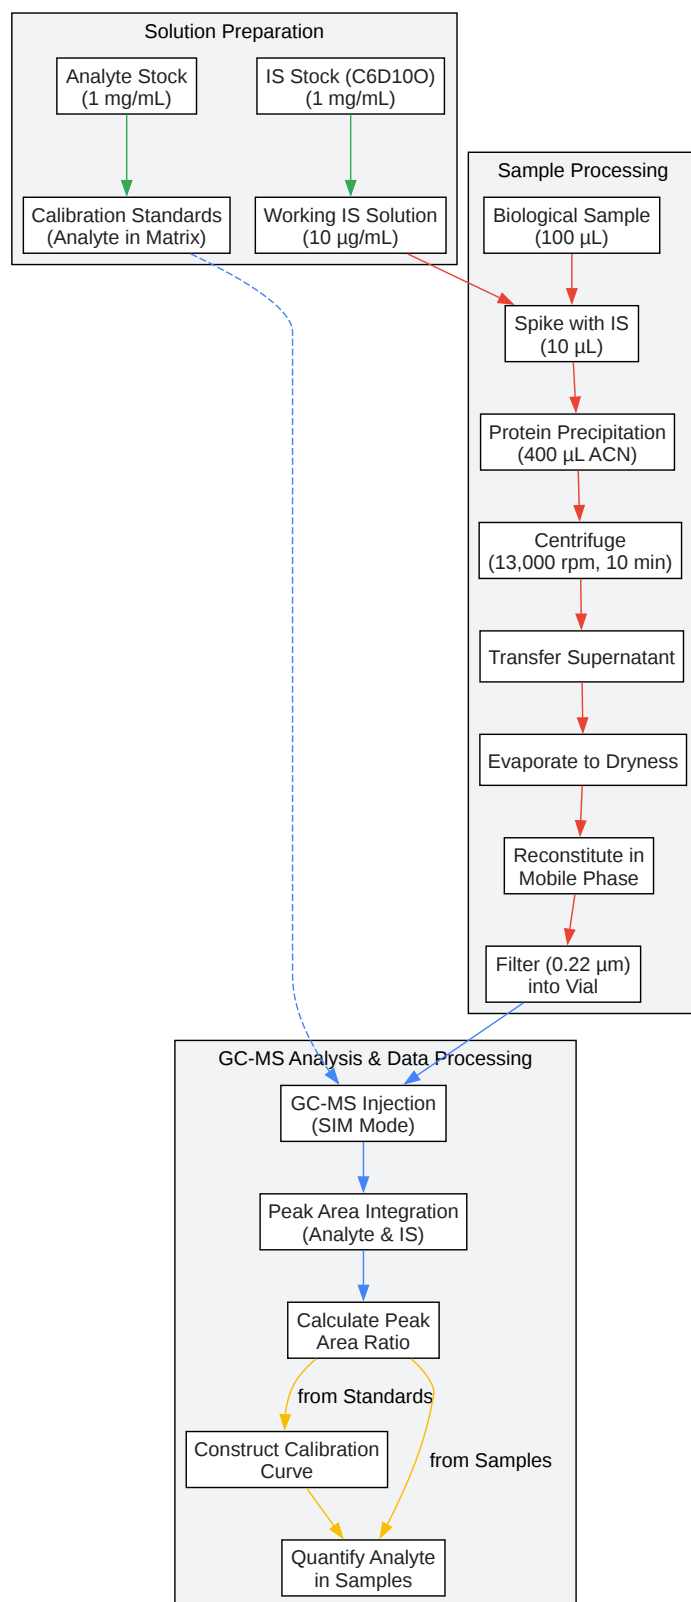 Solution Preparation
Analyte Stock
(1 mg/mL)
IS Stock (C6D10O)
(1 mg/mL)
Calibration Standards
(Analyte in Matrix)
Working IS Solution
(10 µg/mL)
Sample Processing
Biological Sample
(100 µL)
Spike with IS
(10 µL)
Protein Precipitation
(400 µL ACN)
Centrifuge
(13,000 rpm, 10 min)
Transfer Supernatant
Evaporate to Dryness
Reconstitute in
Mobile Phase
Filter (0.22 µm)
into Vial
GC-MS Analysis & Data Processing
GC-MS Injection
(SIM Mode)
Peak Area Integration
(Analyte & IS)
Calculate Peak
Area Ratio
from Standards
Construct Calibration
Curve
from Samples
Quantify Analyte
in Samples